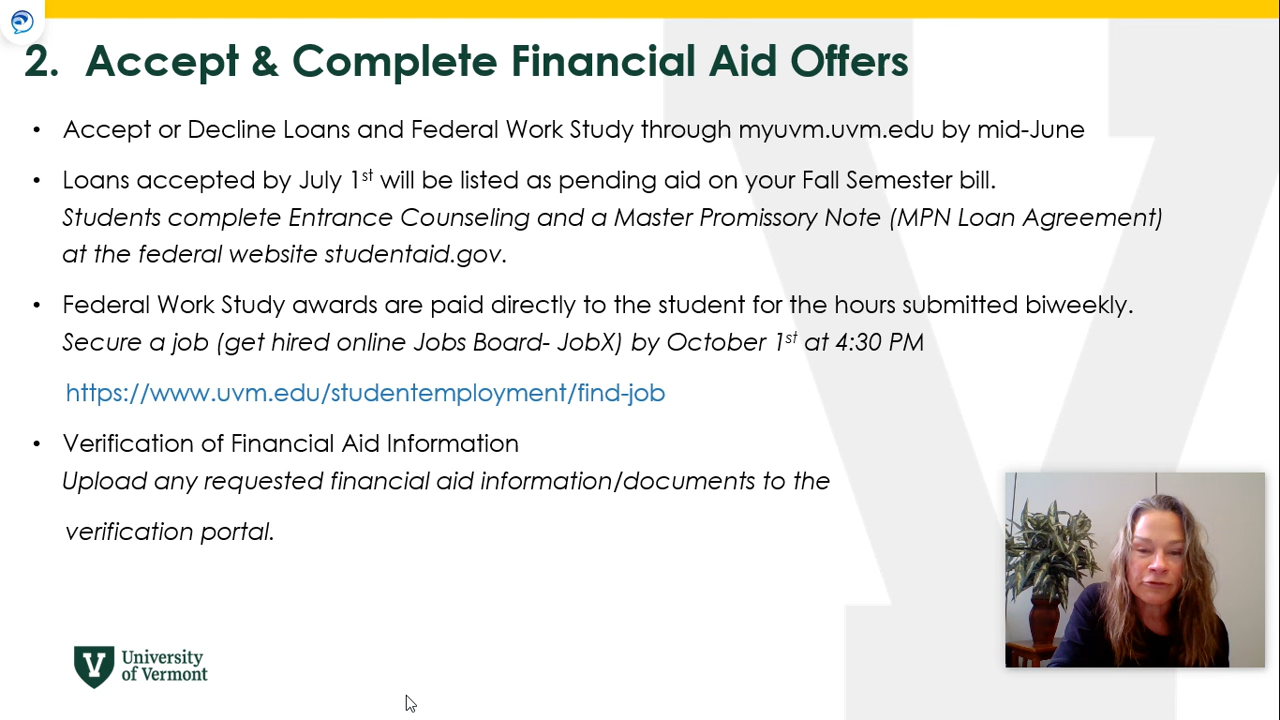 2. Accept & Complete Financial Aid Offers
• Accept or Decline Loans and Federal Work Study through myuvm.uvm.edu by mid-June
• Loans accepted by July 1st will be listed as pending aid on your Fall Semester bill.
Students complete Entrance Counseling and a Master Promissory Note (MPN Loan Agreement)
at the federal website studentaid.gov.
• Federal Work Study awards are paid directly to the student for the hours submitted biweekly.
Secure a job (get hired online Jobs Board- JobX) by October 1st at 4:30 PM
https://www.uvm.edu/studentemployment/find-job
• Verification of Financial Aid Information
Upload any requested financial aid information/documents to the
verification portal.
University
of Vermont